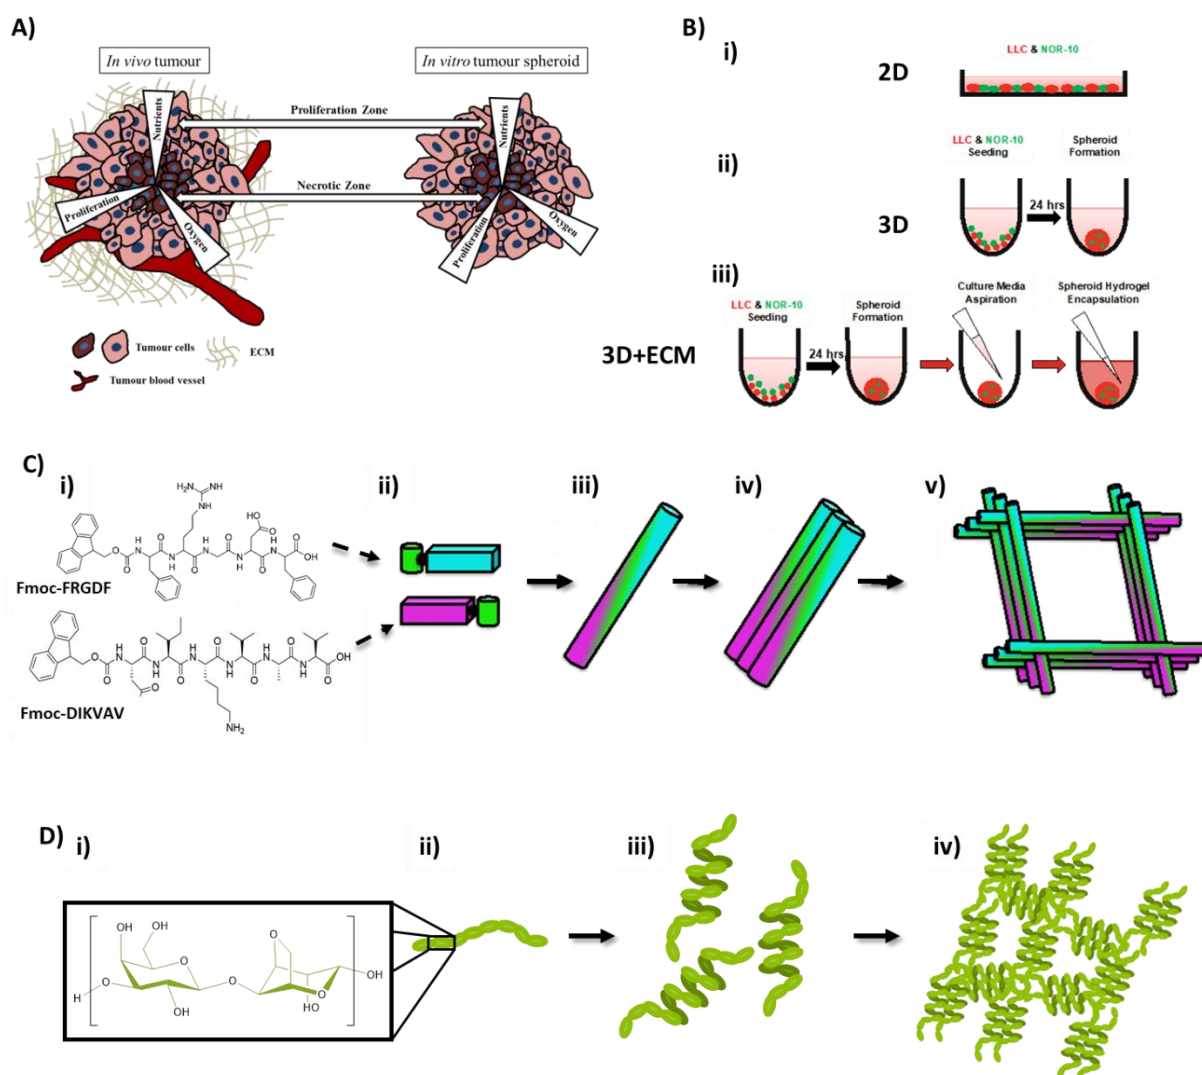 A)
In vivo tumour
In vitro tumour spheroid
Nutrients
Proliferation Zone
Nutrients
Necrotic Zone
Proliferation
Oxygen
Proliferation
Oxygen
Tumour cells
ECM
Tumour blood vessel
B)
i)
2D
LLC & NOR-10
ii)
3D
LLC & NOR-10
Seeding
24 hrs
Spheroid
Formation
iii)
3D+ECM
LLC & NOR-10
Seeding
24 hrs
Spheroid
Formation
Culture Media
Aspiration
Spheroid Hydrogel
Encapsulation
C)
i)
H2N
NH
NH
O
N
H
O
H
N
O
N
H
O
HO
O
H
N
O
N
H
O
OH
Fmoc-FRGDF
O
N
H
O
H
N
O
N
H
O
H
N
O
N
H
O
H
N
O
OH
O
NH2
Fmoc-DIKVAV
ii)
iii)
iv)
v)
D)
i)
OH
OH
O
H
O
OH
O
O
O
HO
OH
ii)
iii)
iv)